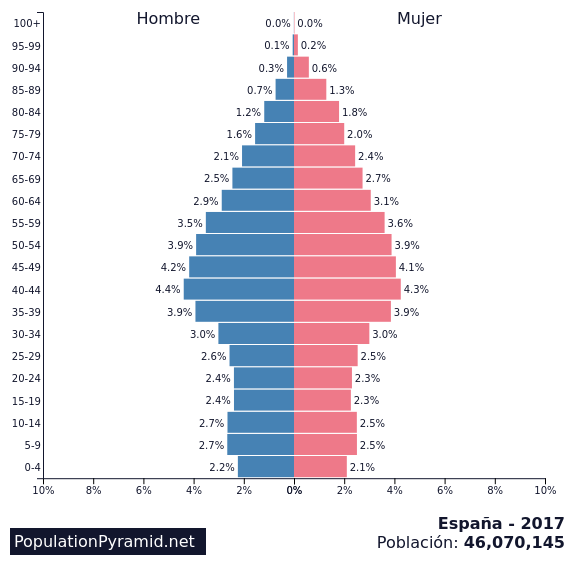 Hombre Mujer
100+ 0.0% 0.0%
95-99 0.1% 0.2%
90-94 0.3% 0.6%
85-89 0.7% 1.3%
80-84 1.2% 1.8%
75-79 1.6% 2.0%
70-74 2.1% 2.4%
65-69 2.5% 2.7%
60-64 2.9% 3.1%
55-59 3.5% 3.6%
50-54 3.9% 3.9%
45-49 4.2% 4.1%
40-44 4.4% 4.3%
35-39 3.9% 3.9%
30-34 3.0% 3.0%
25-29 2.6% 2.5%
20-24 2.4% 2.3%
15-19 2.4% 2.3%
10-14 2.7% 2.5%
5-9 2.7% 2.5%
0-4 2.2% 2.1%
10% 8% 6% 4% 2% 0% 2% 4% 6% 8% 10%
España - 2017
PopulationPyramid.net Población: 46,070,145